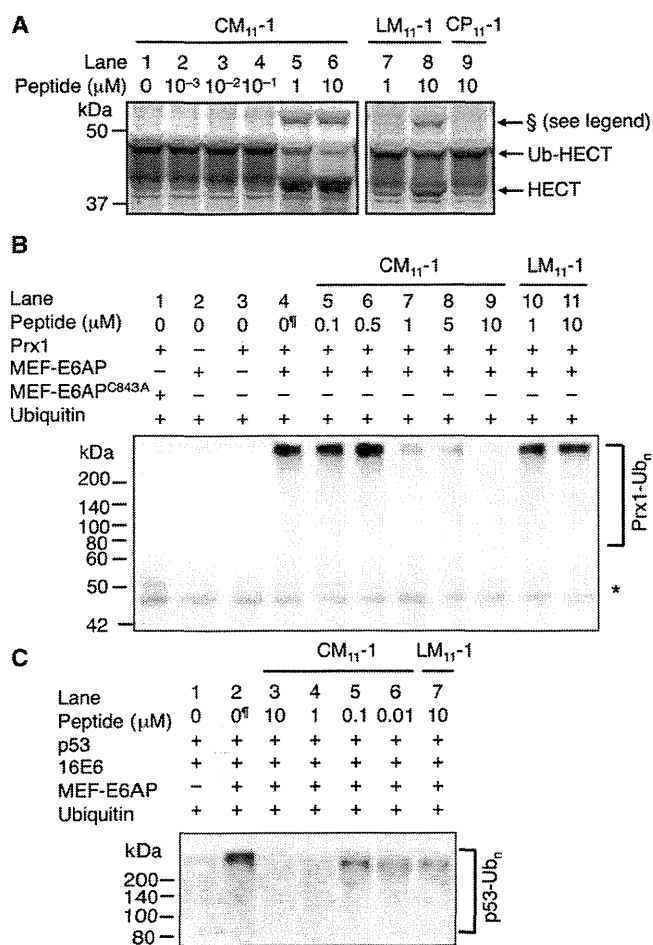 A
CM₁₁-1 LM₁₁-1 CP₁₁-1
Lane 1 2 3 4 5 6 7 8 9
Peptide (μM) 0 10⁻³ 10⁻² 10⁻¹ 1 10 1 10 10
kDa
50
37
§ (see legend)
Ub-HECT
HECT
B
CM₁₁-1 LM₁₁-1
Lane 1 2 3 4 5 6 7 8 9 10 11
Peptide (μM) 0 0 0 0¶ 0.1 0.5 1 5 10 1 10
Prx1 + − + + + + + + + + +
MEF-E6AP − + − + + + + + + + +
MEF-E6APC843A + − − − − − − − − − −
Ubiquitin + + + + + + + + + + +
kDa
200
140
100
80
60
50
42
Prx1-Ubₙ
*
C
CM₁₁-1 LM₁₁-1
Lane 1 2 3 4 5 6 7
Peptide (μM) 0 0¶ 10 1 0.1 0.01 10
p53 + + + + + + +
16E6 + + + + + + +
MEF-E6AP − + + + + + +
Ubiquitin + + + + + + +
kDa
200
140
100
80
p53-Ubₙ